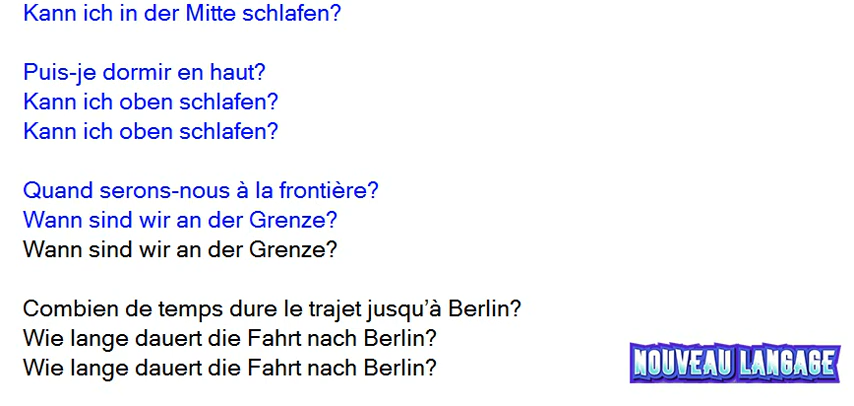 Kann ich in der Mitte schlafen?
Puis-je dormir en haut?
Kann ich oben schlafen?
Kann ich oben schlafen?
Quand serons-nous à la frontière?
Wann sind wir an der Grenze?
Wann sind wir an der Grenze?
Combien de temps dure le trajet jusqu’à Berlin?
Wie lange dauert die Fahrt nach Berlin?
Wie lange dauert die Fahrt nach Berlin?
NOUVEAU LANGAGE